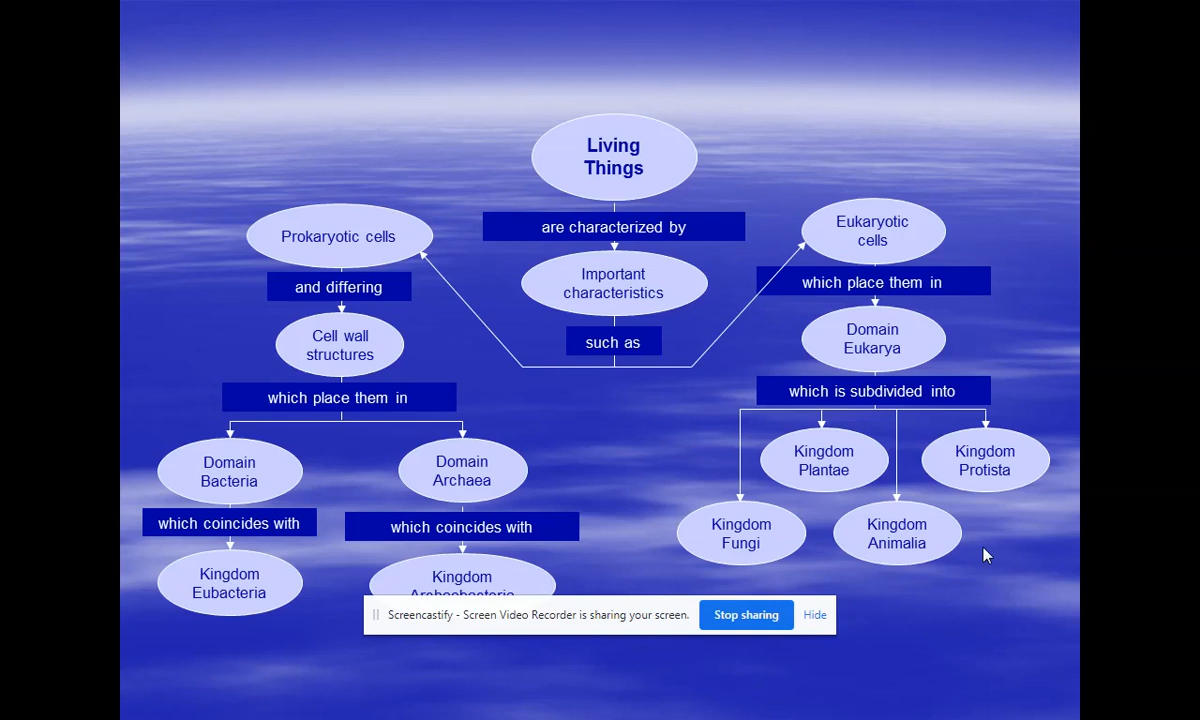 Living
Things
are characterized by
Important
characteristics
such as
Prokaryotic cells
and differing
Cell wall
structures
which place them in
Domain
Bacteria
which coincides with
Kingdom
Eubacteria
Domain
Archaea
which coincides with
Kingdom
Archaebacteria
Eukaryotic
cells
which place them in
Domain
Eukarya
which is subdivided into
Kingdom
Fungi
Kingdom
Plantae
Kingdom
Animalia
Kingdom
Protista
Screencastify - Screen Video Recorder is sharing your screen.
Stop sharing
Hide